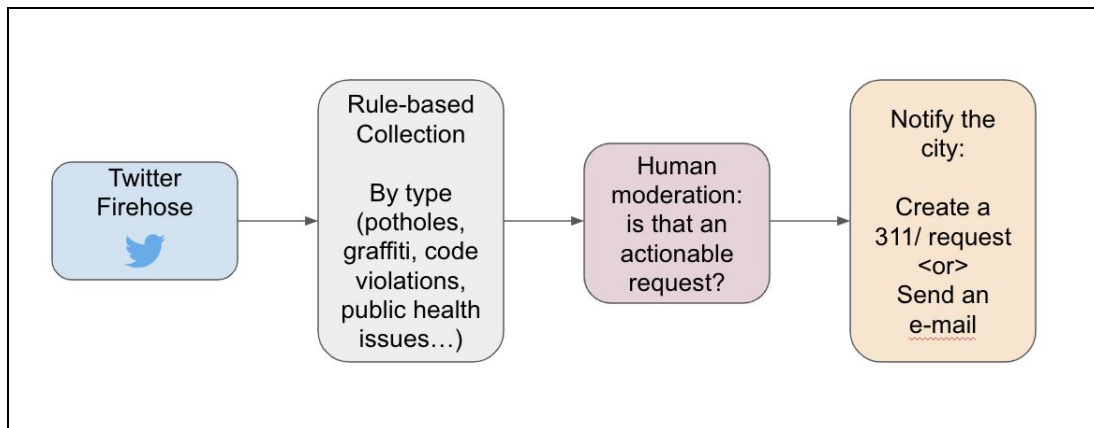 Twitter
Firehose
Rule-based
Collection
By type
(potholes,
graffiti, code
violations,
public health
issues…)
Human
moderation:
is that an
actionable
request?
Notify the
city:
Create a
311/ request
<or>
Send an
e-mail